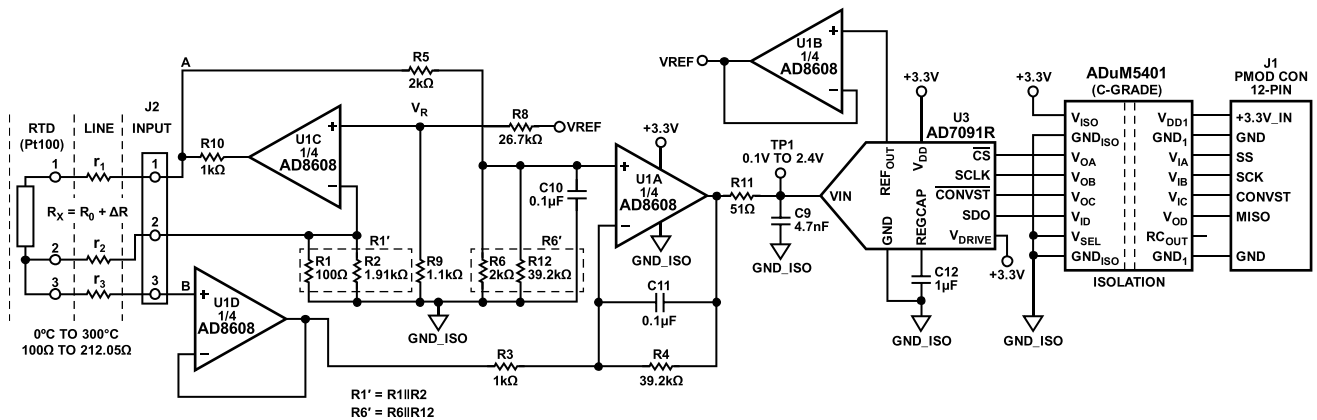 RTD
(Pt100)
LINE
J2
INPUT
1
r1
1
RX = R0 + ΔR
2
r2
2
3
r3
3
0ºC TO 300°C
100Ω TO 212.05Ω
A
B
R10
1kΩ
U1C
1/4
AD8608
+
−
U1D
1/4
AD8608
+
−
R5
2kΩ
VR
R8
26.7kΩ
VREF
R1′
R1
100Ω
R2
1.91kΩ
R9
1.1kΩ
R6′
R6
2kΩ
R12
39.2kΩ
GND_ISO
C10
0.1µF
+3.3V
U1A
1/4
AD8608
+
−
GND_ISO
C11
0.1µF
R3
1kΩ
R4
39.2kΩ
R1′ = R1llR2
R6′ = R6llR12
VREF
U1B
1/4
AD8608
+
−
TP1
0.1V TO 2.4V
R11
51Ω
C9
4.7nF
GND_ISO
+3.3V
U3
AD7091R
VIN
REFOUT
VDD
CS
SCLK
CONVST
SDO
VDRIVE
GND
REGCAP
+3.3V
C12
1µF
GND_ISO
+3.3V
ADuM5401
(C-GRADE)
VISO
GNDISO
VOA
VOB
VOC
VID
VSEL
GNDISO
VDD1
GND1
VIA
VIB
VIC
VOD
RCOUT
GND1
ISOLATION
GND_ISO
J1
PMOD CON
12-PIN
+3.3V_IN
GND
SS
SCK
CONVST
MISO
GND